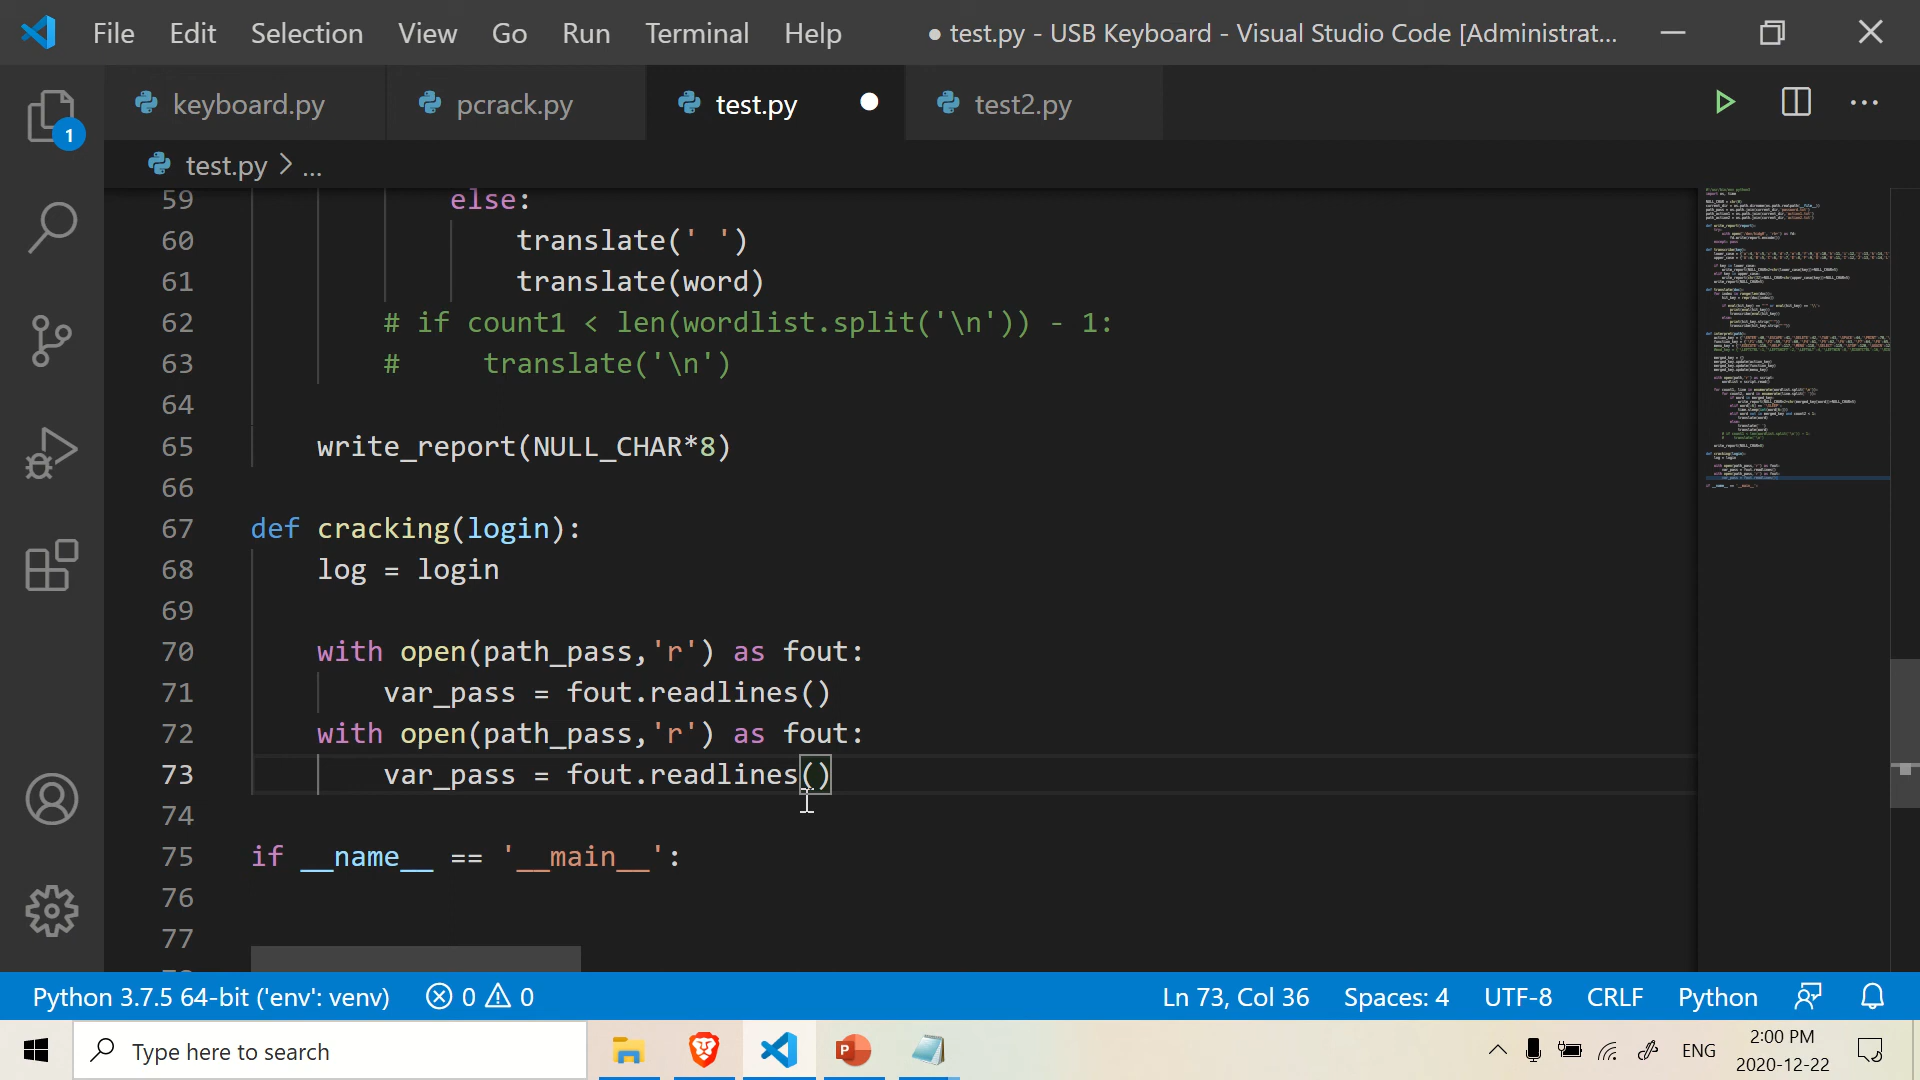 File Edit Selection View Go Run Terminal Help ● test.py - USB Keyboard - Visual Studio Code [Administrat...
keyboard.py pcrack.py test.py test2.py
1
test.py > ...
59 else:
60 translate(' ')
61 translate(word)
62 # if count1 < len(wordlist.split('\n')) - 1:
63 # translate('\n')
64
65 write_report(NULL_CHAR*8)
66
67 def cracking(login):
68 log = login
69
70 with open(path_pass,'r') as fout:
71 var_pass = fout.readlines()
72 with open(path_pass,'r') as fout:
73 var_pass = fout.readlines()
74
75 if __name__ == '__main__':
76
77
Python 3.7.5 64-bit ('env': venv) 0 0 Ln 73, Col 36 Spaces: 4 UTF-8 CRLF Python
Type here to search ENG 2:00 PM
2020-12-22